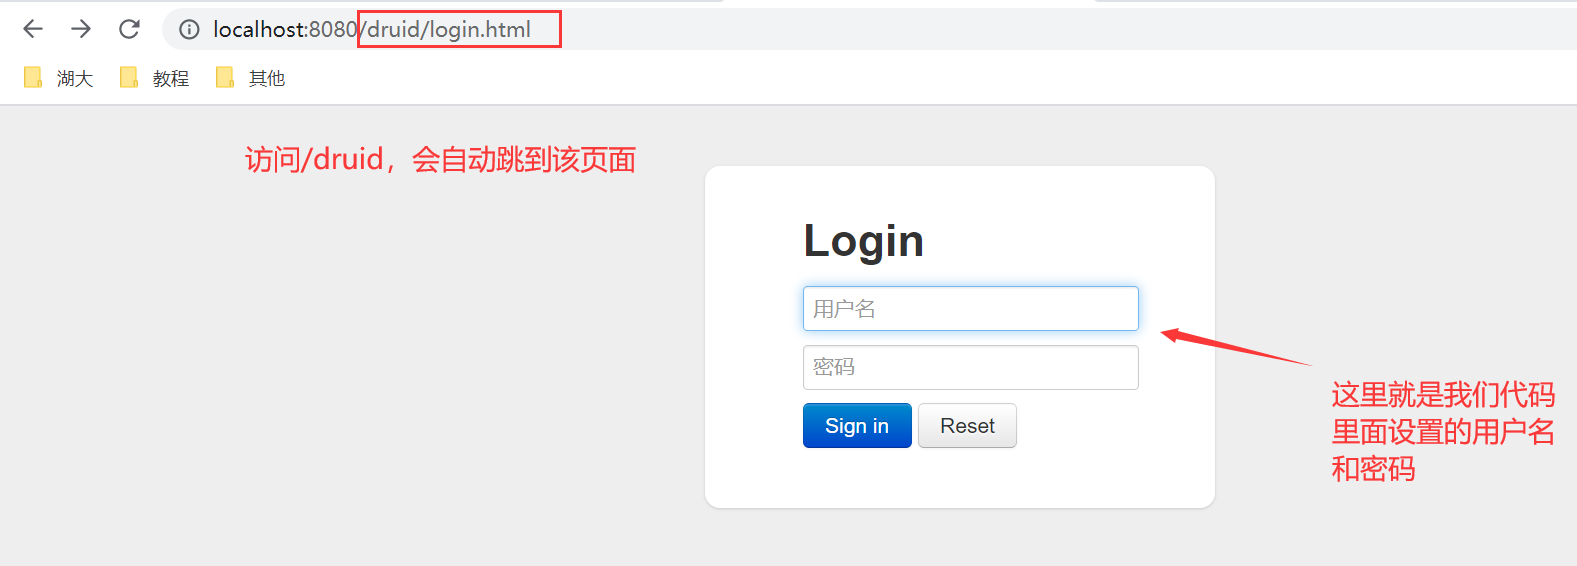 localhost:8080/druid/login.html
湖大 教程 其他
访问/druid，会自动跳到该页面
Login
用户名
密码
Sign in Reset
这里就是我们代码
里面设置的用户名
和密码